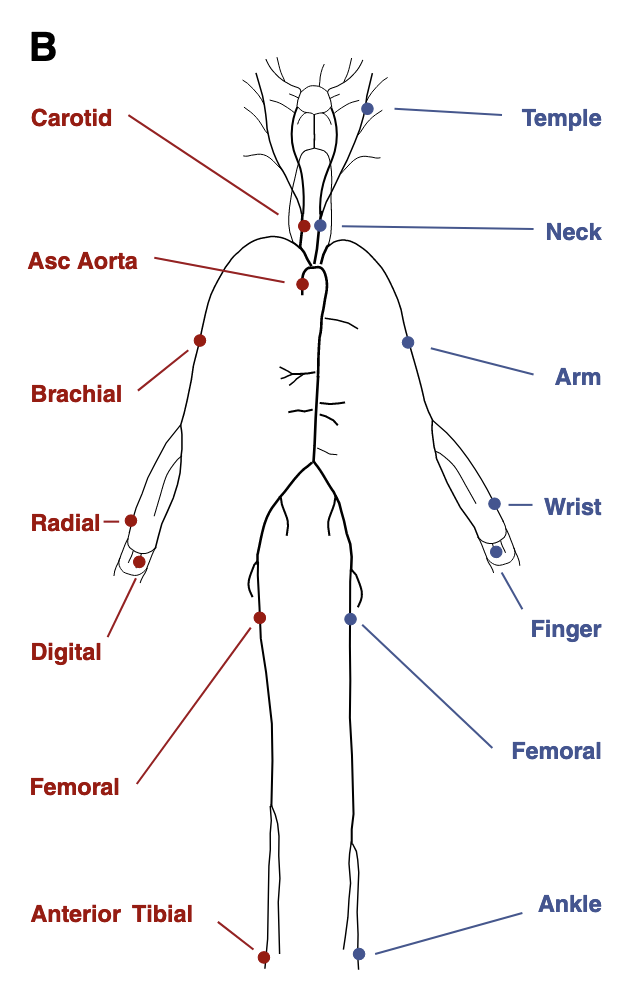 B
Carotid
Temple
Neck
Asc Aorta
Arm
Brachial
Wrist
Radial
Finger
Digital
Femoral
Femoral
Ankle
Anterior Tibial